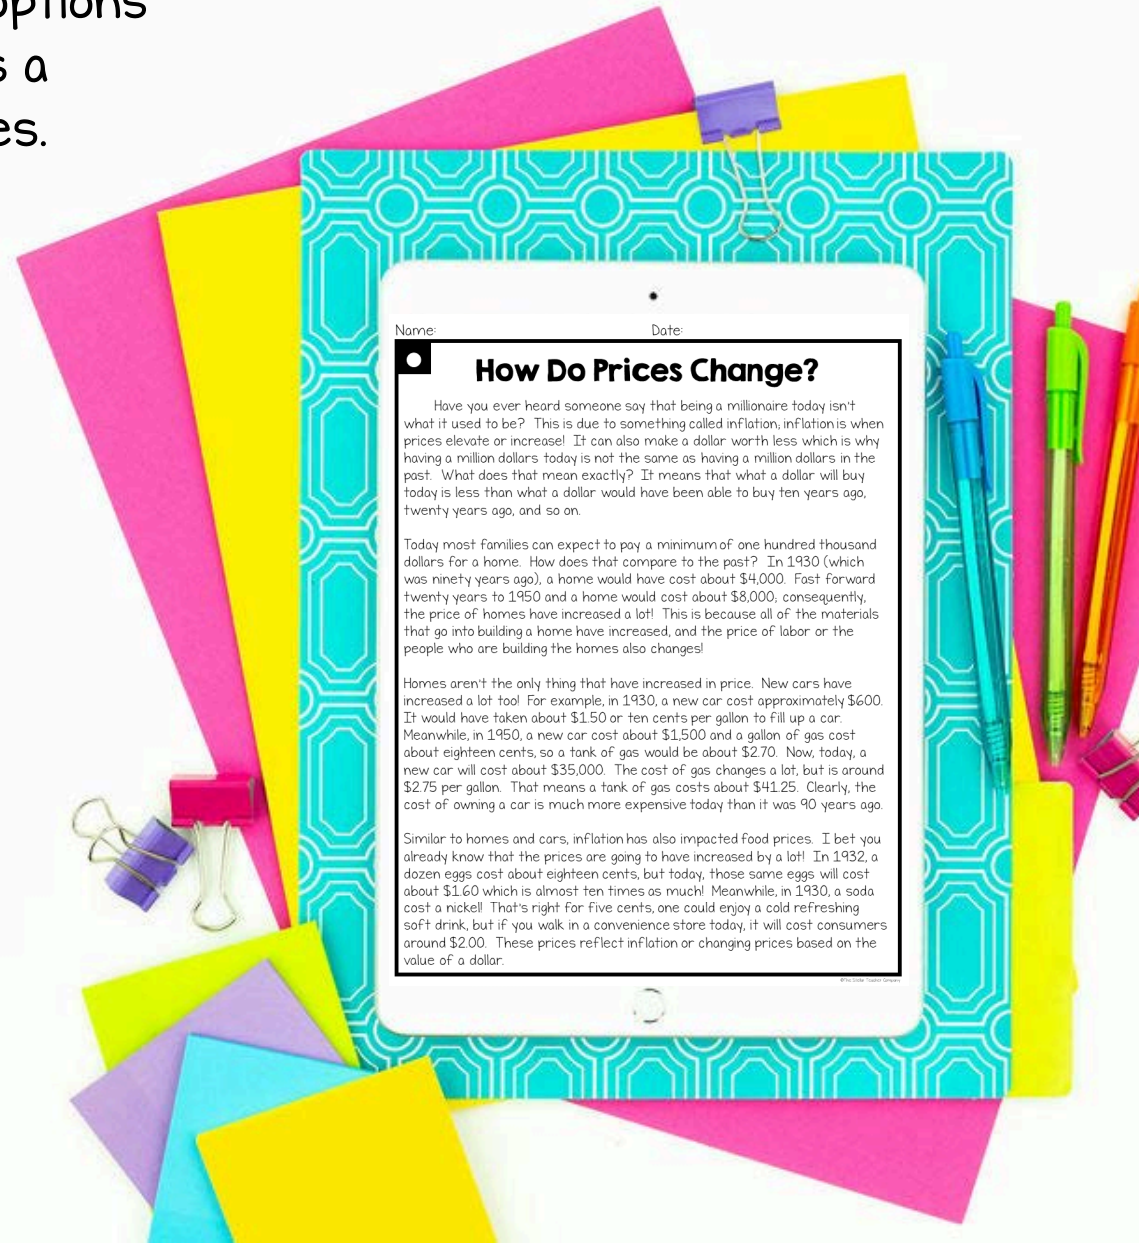 options
s a
es.
Name: Date:
How Do Prices Change?
Have you ever heard someone say that being a millionaire today isn't
what it used to be? This is due to something called inflation; inflation is when
prices elevate or increase! It can also make a dollar worth less which is why
having a million dollars today is not the same as having a million dollars in the
past. What does that mean exactly? It means that what a dollar will buy
today is less than what a dollar would have been able to buy ten years ago,
twenty years ago, and so on.
Today most families can expect to pay a minimum of one hundred thousand
dollars for a home. How does that compare to the past? In 1930 (which
was ninety years ago), a home would have cost about $4,000. Fast forward
twenty years to 1950 and a home would cost about $8,000; consequently,
the price of homes have increased a lot! This is because all of the materials
that go into building a home have increased, and the price of labor or the
people who are building the homes also changes!
Homes aren't the only thing that have increased in price. New cars have
increased a lot too! For example, in 1930, a new car cost approximately $600.
It would have taken about $1.50 or ten cents per gallon to fill up a car.
Meanwhile, in 1950, a new car cost about $1,500 and a gallon of gas cost
about eighteen cents, so a tank of gas would be about $2.70. Now, today, a
new car will cost about $35,000. The cost of gas changes a lot, but is around
$2.75 per gallon. That means a tank of gas costs about $41.25. Clearly, the
cost of owning a car is much more expensive today than it was 90 years ago.
Similar to homes and cars, inflation has also impacted food prices. I bet you
already know that the prices are going to have increased by a lot! In 1932, a
dozen eggs cost about eighteen cents, but today, those same eggs will cost
about $1.60 which is almost ten times as much! Meanwhile, in 1930, a soda
cost a nickel! That's right for five cents, one could enjoy a cold refreshing
soft drink, but if you walk in a convenience store today, it will cost consumers
around $2.00. These prices reflect inflation or changing prices based on the
value of a dollar.